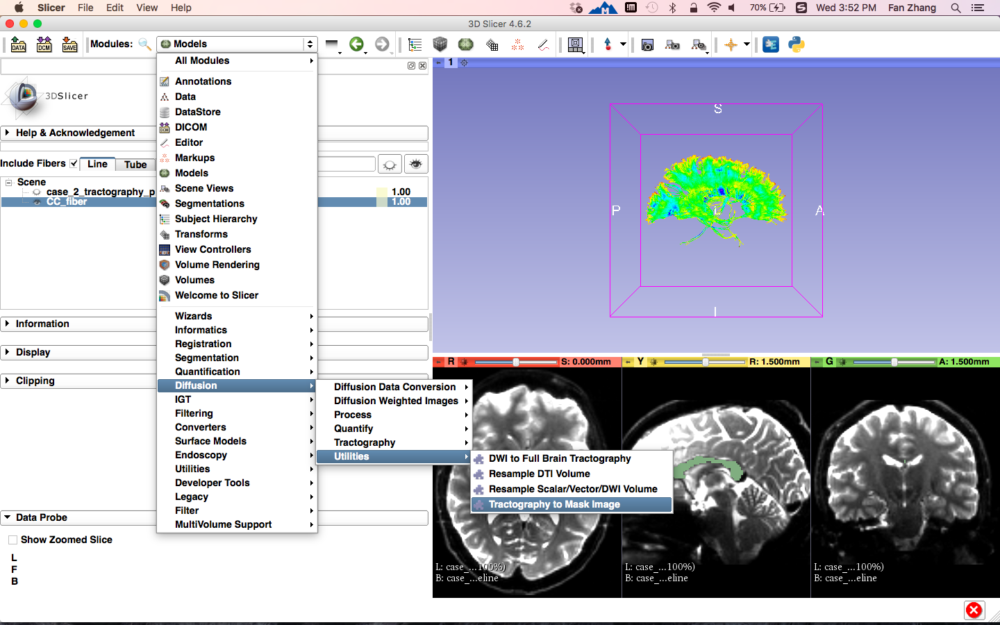 Slicer File Edit View Help 70% Wed 3:52 PM Fan Zhang
3D Slicer 4.6.2
DATA DCM SAVE Modules: Models
All Modules
Annotations
Data
DataStore
DICOM
Editor
Markups
Models
Scene Views
Segmentations
Subject Hierarchy
Transforms
View Controllers
Volume Rendering
Volumes
Welcome to Slicer
Wizards
Informatics
Registration
Segmentation
Quantification
Diffusion
IGT
Filtering
Converters
Surface Models
Endoscopy
Utilities
Developer Tools
Legacy
Filter
MultiVolume Support
Diffusion Data Conversion
Diffusion Weighted Images
Process
Quantify
Tractography
Utilities
DWI to Full Brain Tractography
Resample DTI Volume
Resample Scalar/Vector/DWI Volume
Tractography to Mask Image
3DSlicer
Help & Acknowledgement
Include Fibers Line Tube
Scene
case_2_tractography_p 1.00
CC_fiber 1.00
Information
Display
Clipping
Data Probe
Show Zoomed Slice
L
F
B
1
S
P L A
I
R S: 0.000mm
Y R: 1.500mm
G A: 1.500mm
L: case_...100%)
B: case_...eline
L: case_...100%)
B: case_...eline
L: case_...100%)
B: case_...eline